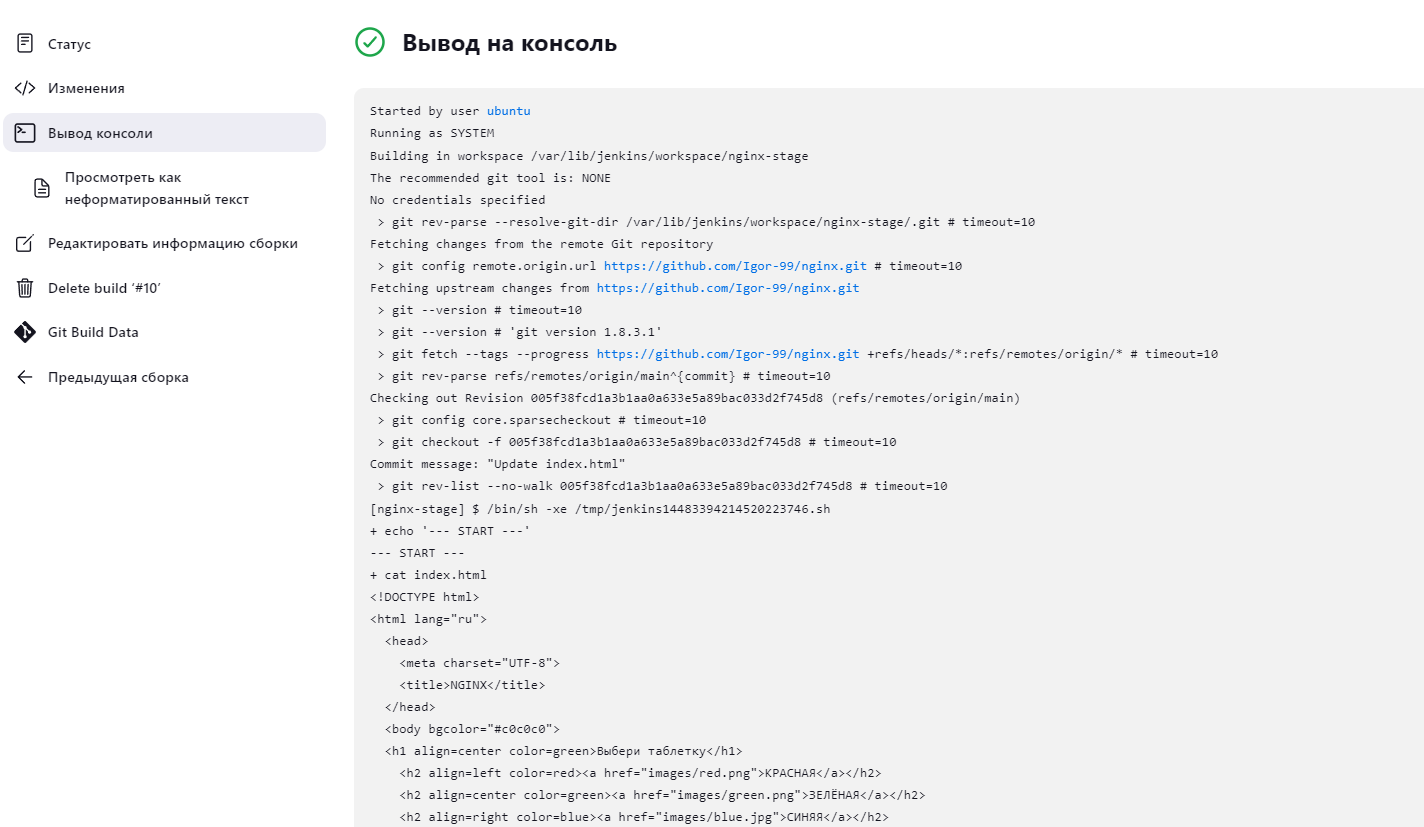 Статус
Изменения
Вывод консоли
Просмотреть как
неформатированный текст
Редактировать информацию сборки
Delete build ‘#10’
Git Build Data
Предыдущая сборка
Вывод на консоль
Started by user ubuntu
Running as SYSTEM
Building in workspace /var/lib/jenkins/workspace/nginx-stage
The recommended git tool is: NONE
No credentials specified
 > git rev-parse --resolve-git-dir /var/lib/jenkins/workspace/nginx-stage/.git # timeout=10
Fetching changes from the remote Git repository
 > git config remote.origin.url https://github.com/Igor-99/nginx.git # timeout=10
Fetching upstream changes from https://github.com/Igor-99/nginx.git
 > git --version # timeout=10
 > git --version # 'git version 1.8.3.1'
 > git fetch --tags --progress https://github.com/Igor-99/nginx.git +refs/heads/*:refs/remotes/origin/* # timeout=10
 > git rev-parse refs/remotes/origin/main^{commit} # timeout=10
Checking out Revision 005f38fcd1a3b1aa0a633e5a89bac033d2f745d8 (refs/remotes/origin/main)
 > git config core.sparsecheckout # timeout=10
 > git checkout -f 005f38fcd1a3b1aa0a633e5a89bac033d2f745d8 # timeout=10
Commit message: "Update index.html"
 > git rev-list --no-walk 005f38fcd1a3b1aa0a633e5a89bac033d2f745d8 # timeout=10
[nginx-stage] $ /bin/sh -xe /tmp/jenkins14483394214520223746.sh
+ echo '--- START ---'
--- START ---
+ cat index.html
<!DOCTYPE html>
<html lang="ru">
  <head>
    <meta charset="UTF-8">
    <title>NGINX</title>
  </head>
  <body bgcolor="#c0c0c0">
  <h1 align=center color=green>Выбери таблетку</h1>
    <h2 align=left color=red><a href="images/red.png">КРАСНАЯ</a></h2>
    <h2 align=center color=green><a href="images/green.png">ЗЕЛЁНАЯ</a></h2>
    <h2 align=right color=blue><a href="images/blue.jpg">СИНЯЯ</a></h2>